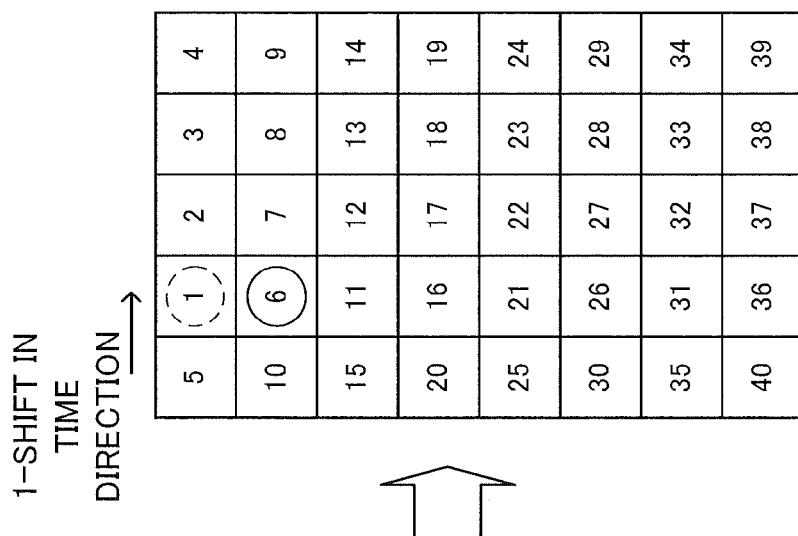 1-SHIFT IN
TIME
DIRECTION
5 1 2 3 4
10 6 7 8 9
15 11 12 13 14
20 16 17 18 19
25 21 22 23 24
30 26 27 28 29
35 31 32 33 34
40 36 37 38 39